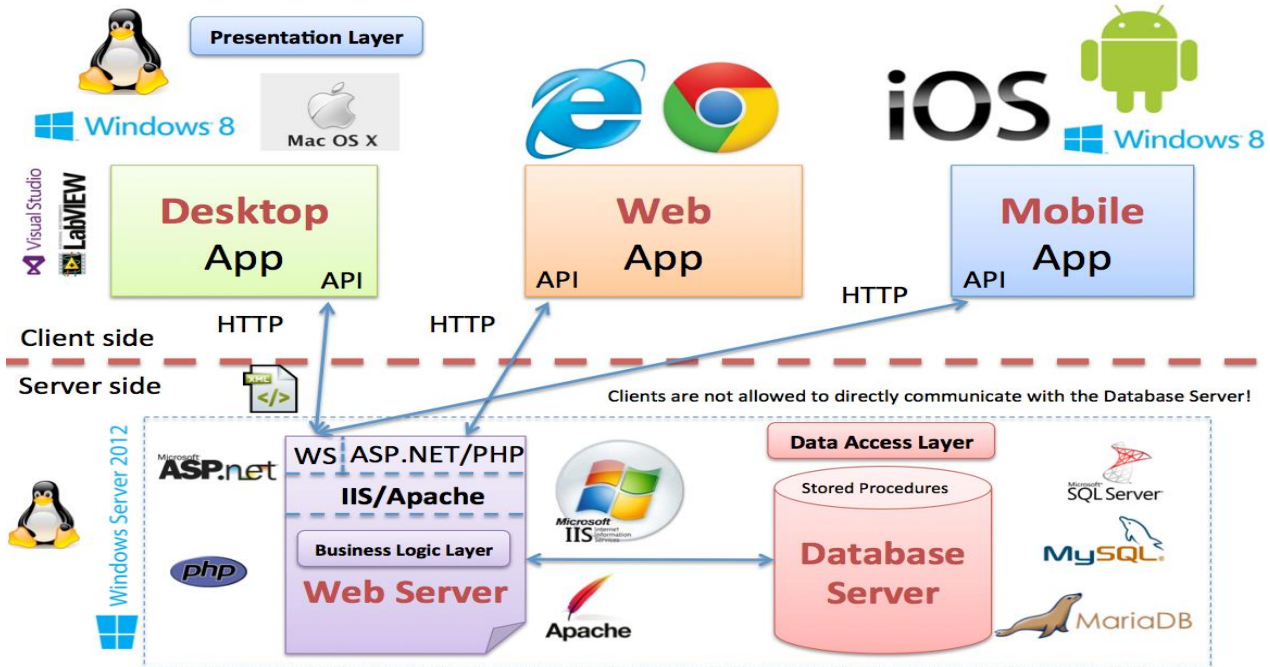 Presentation Layer
Windows 8
Mac OS X
iOS
Windows 8
Visual Studio
LabVIEW
Desktop
App
API
Web
App
API
Mobile
App
API
HTTP
HTTP
HTTP
Client side
Server side
XML
</>
Clients are not allowed to directly communicate with the Database Server!
Windows Server 2012
Microsoft
ASP.net
php
WS
ASP.NET/PHP
IIS/Apache
Business Logic Layer
Web Server
Microsoft
IIS Internet
Information
Services
Apache
Data Access Layer
Stored Procedures
Database
Server
Microsoft
SQL Server
MySQL
MariaDB